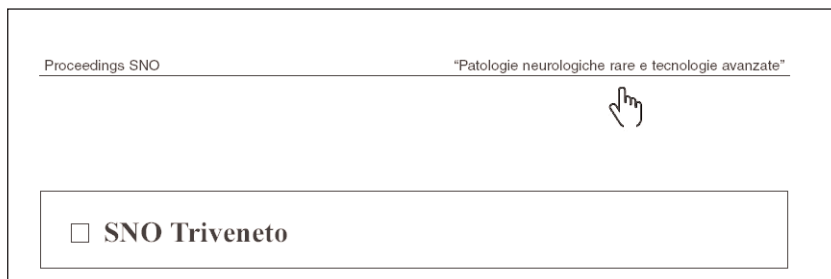 Proceedings SNO “Patologie neurologiche rare e tecnologie avanzate”
SNO Triveneto